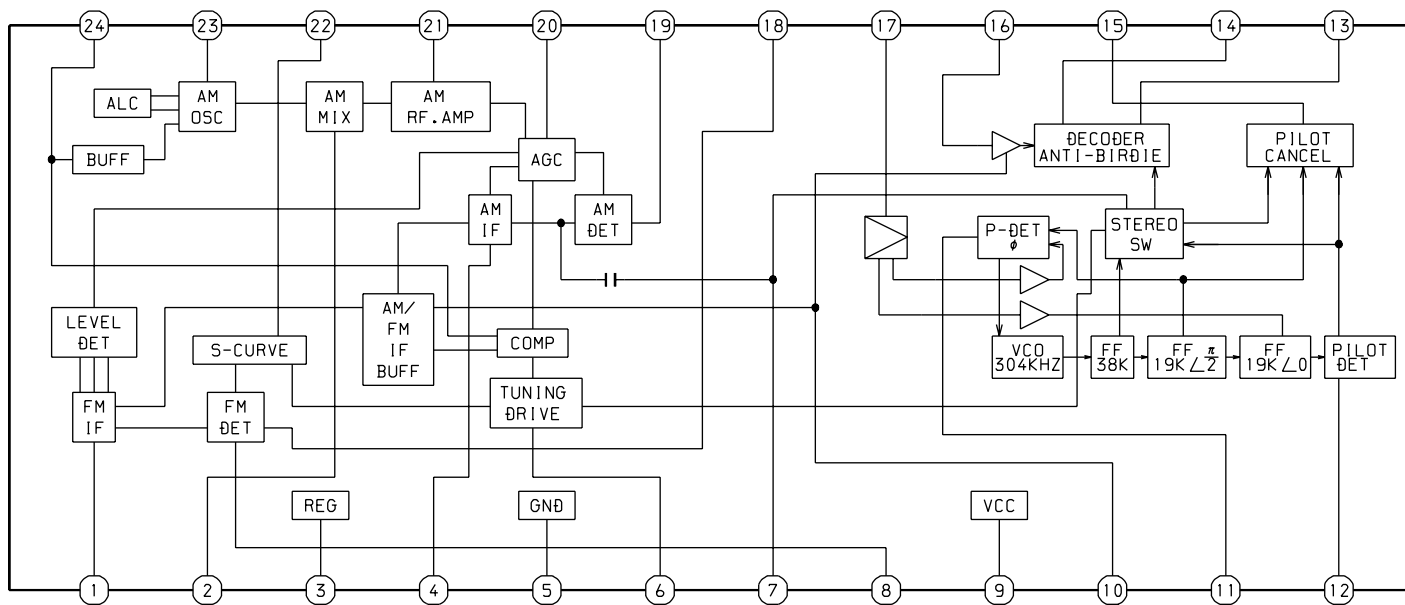 24 23 22 21 20 19 18 17 16 15 14 13
ALC
AM
OSC
AM
MIX
AM
RF.AMP
BUFF
AGC
DECODER
ANTI-BIRDIE
PILOT
CANCEL
AM
IF
AM
DET
P-DET
ø
STEREO
SW
LEVEL
DET
S-CURVE
AM/
FM
IF
BUFF
COMP
VCO
304KHZ
FF
38K
FF
19K∠π/2
FF
19K∠0
PILOT
DET
FM
IF
FM
DET
TUNING
DRIVE
REG
GND
VCC
1 2 3 4 5 6 7 8 9 10 11 12